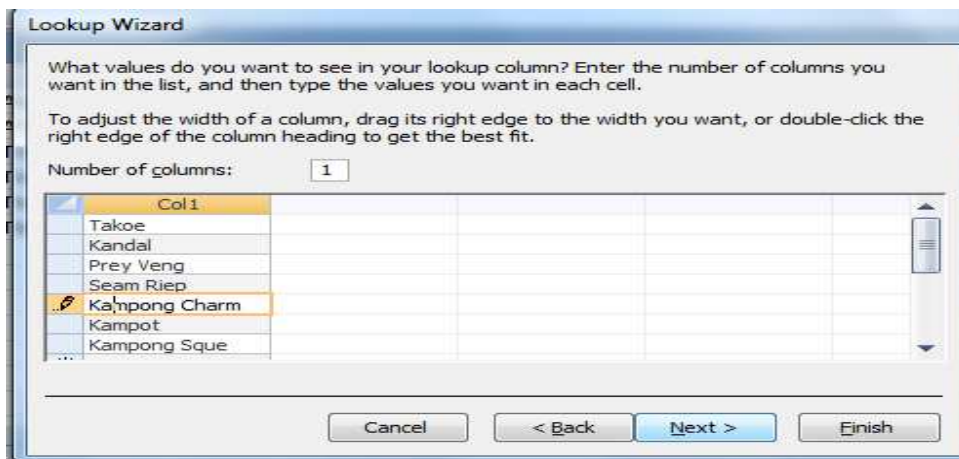 Lookup Wizard
What values do you want to see in your lookup column? Enter the number of columns you
want in the list, and then type the values you want in each cell.
To adjust the width of a column, drag its right edge to the width you want, or double-click the
right edge of the column heading to get the best fit.
Number of columns: 1
Col1
Takoe
Kandal
Prey Veng
Seam Riep
Kampong Charm
Kampot
Kampong Sque
Cancel < Back Next > Finish